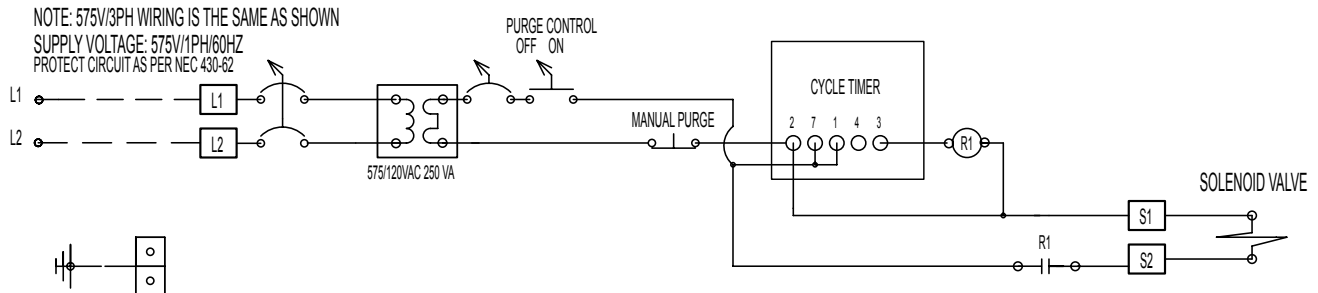 NOTE: 575V/3PH WIRING IS THE SAME AS SHOWN
SUPPLY VOLTAGE: 575V/1PH/60HZ
PROTECT CIRCUIT AS PER NEC 430-62
PURGE CONTROL
OFF ON
CYCLE TIMER
L1
L1
L2
L2
575/120VAC 250 VA
MANUAL PURGE
2 7 1 4 3
R1
SOLENOID VALVE
S1
R1
S2